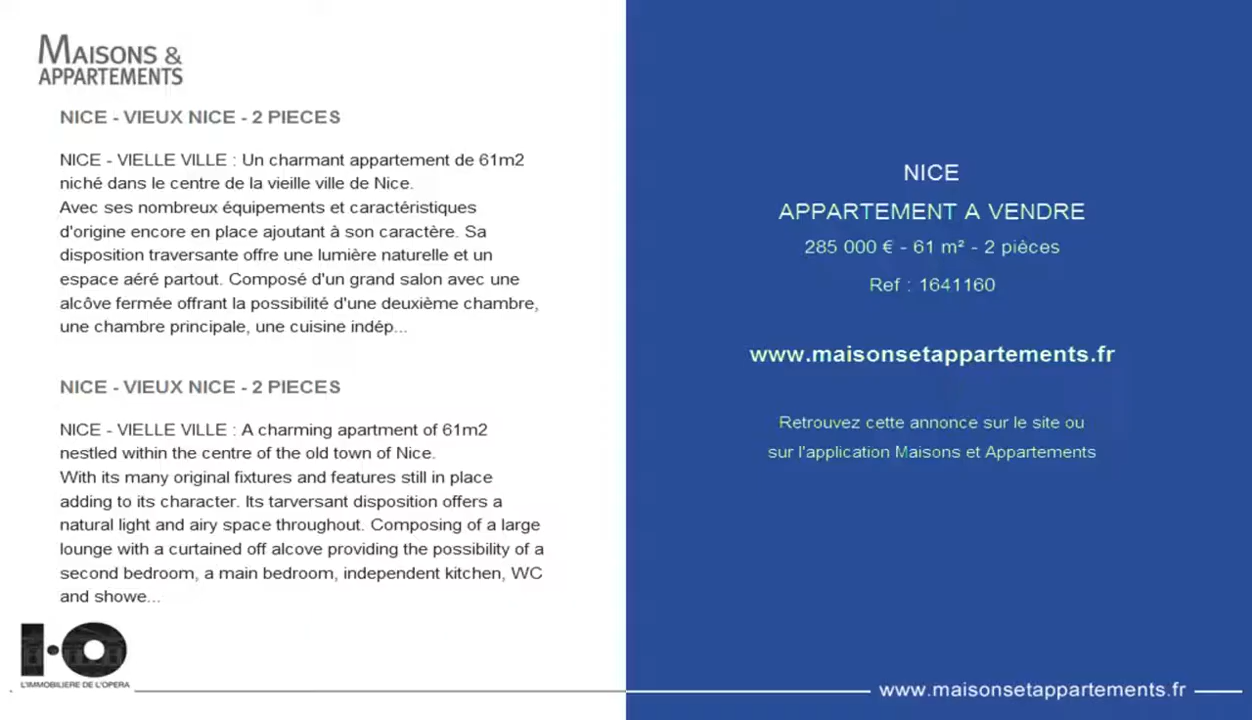 MAISONS &
APPARTEMENTS
NICE - VIEUX NICE - 2 PIECES
NICE - VIELLE VILLE : Un charmant appartement de 61m2
niché dans le centre de la vieille ville de Nice.
Avec ses nombreux équipements et caractéristiques
d'origine encore en place ajoutant à son caractère. Sa
disposition traversante offre une lumière naturelle et un
espace aéré partout. Composé d'un grand salon avec une
alcôve fermée offrant la possibilité d'une deuxième chambre,
une chambre principale, une cuisine indép...
NICE - VIEUX NICE - 2 PIECES
NICE - VIELLE VILLE : A charming apartment of 61m2
nestled within the centre of the old town of Nice.
With its many original fixtures and features still in place
adding to its character. Its tarversant disposition offers a
natural light and airy space throughout. Composing of a large
lounge with a curtained off alcove providing the possibility of a
second bedroom, a main bedroom, independent kitchen, WC
and showe...
I·O
L'IMMOBILIERE DE L'OPERA
NICE
APPARTEMENT A VENDRE
285 000 € - 61 m² - 2 pièces
Ref : 1641160
www.maisonsetappartements.fr
Retrouvez cette annonce sur le site ou
sur l'application Maisons et Appartements
www.maisonsetappartements.fr